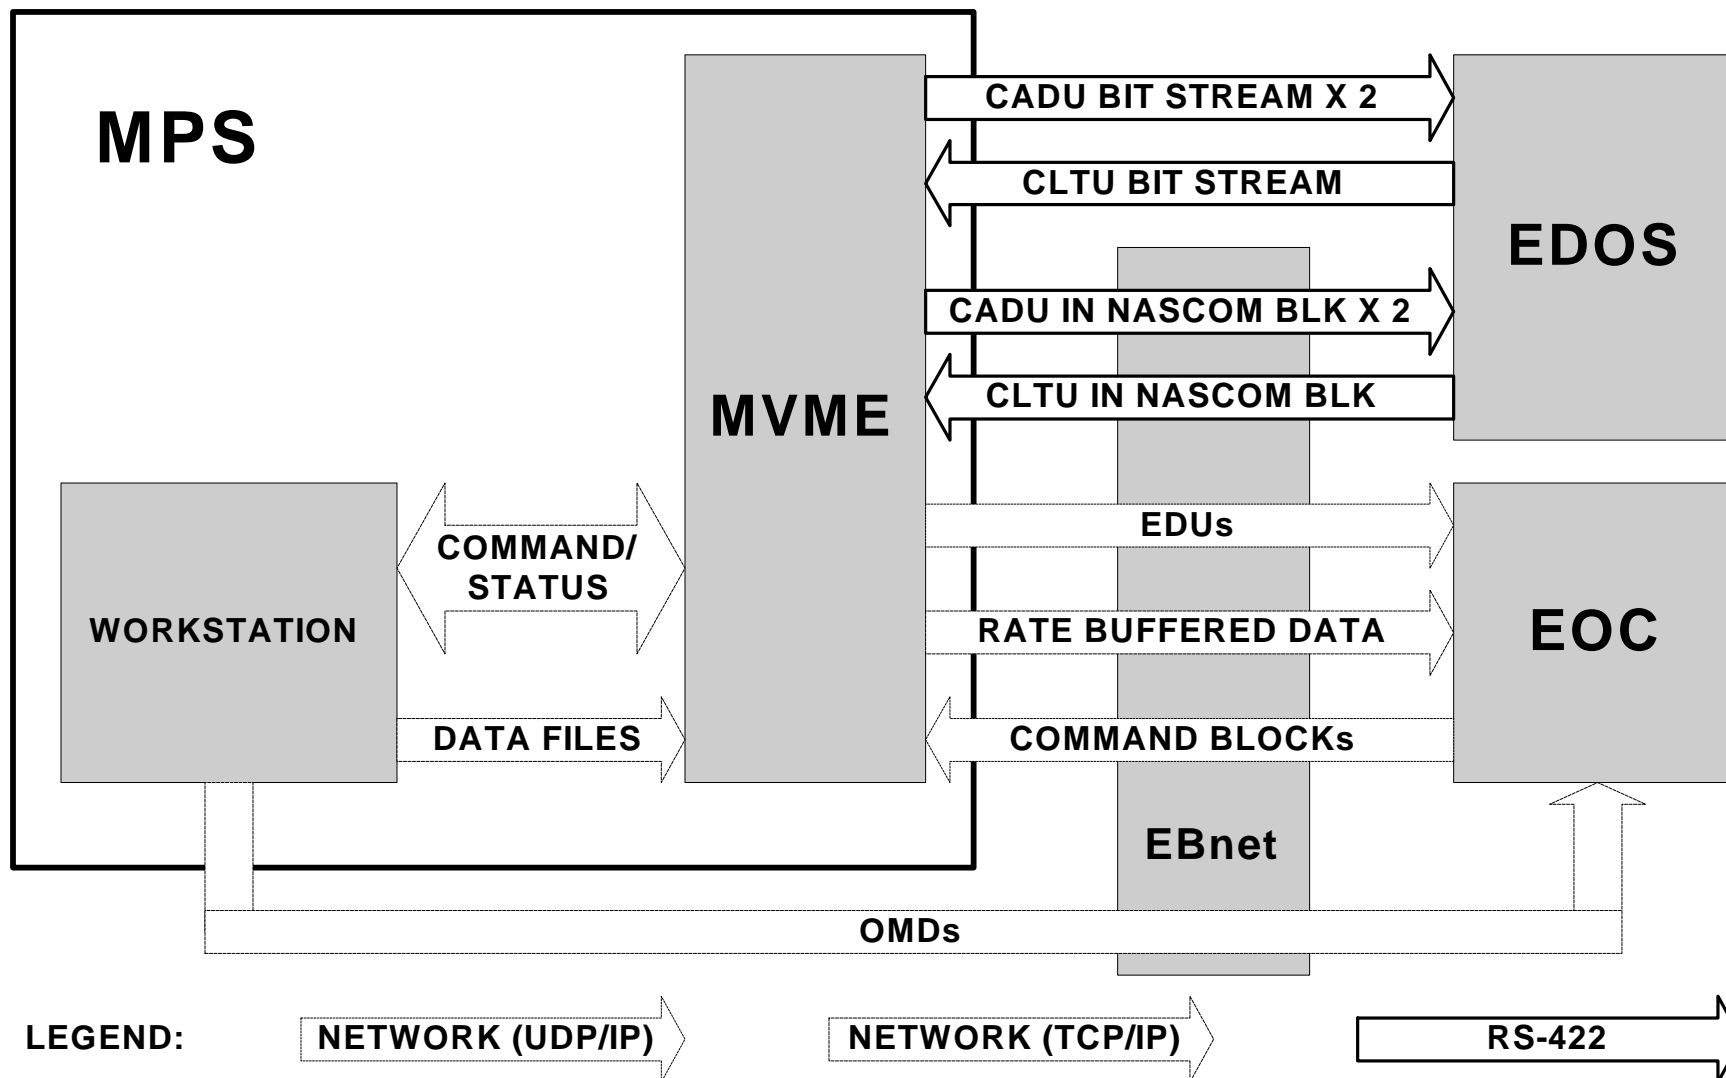 MPS
CADU BIT STREAM X 2
CLTU BIT STREAM
EDOS
CADU IN NASCOM BLK X 2
CLTU IN NASCOM BLK
MVME
EDUs
COMMAND/
STATUS
WORKSTATION
RATE BUFFERED DATA
EOC
DATA FILES
COMMAND BLOCKs
EBnet
OMDs
LEGEND:
NETWORK (UDP/IP)
NETWORK (TCP/IP)
RS-422